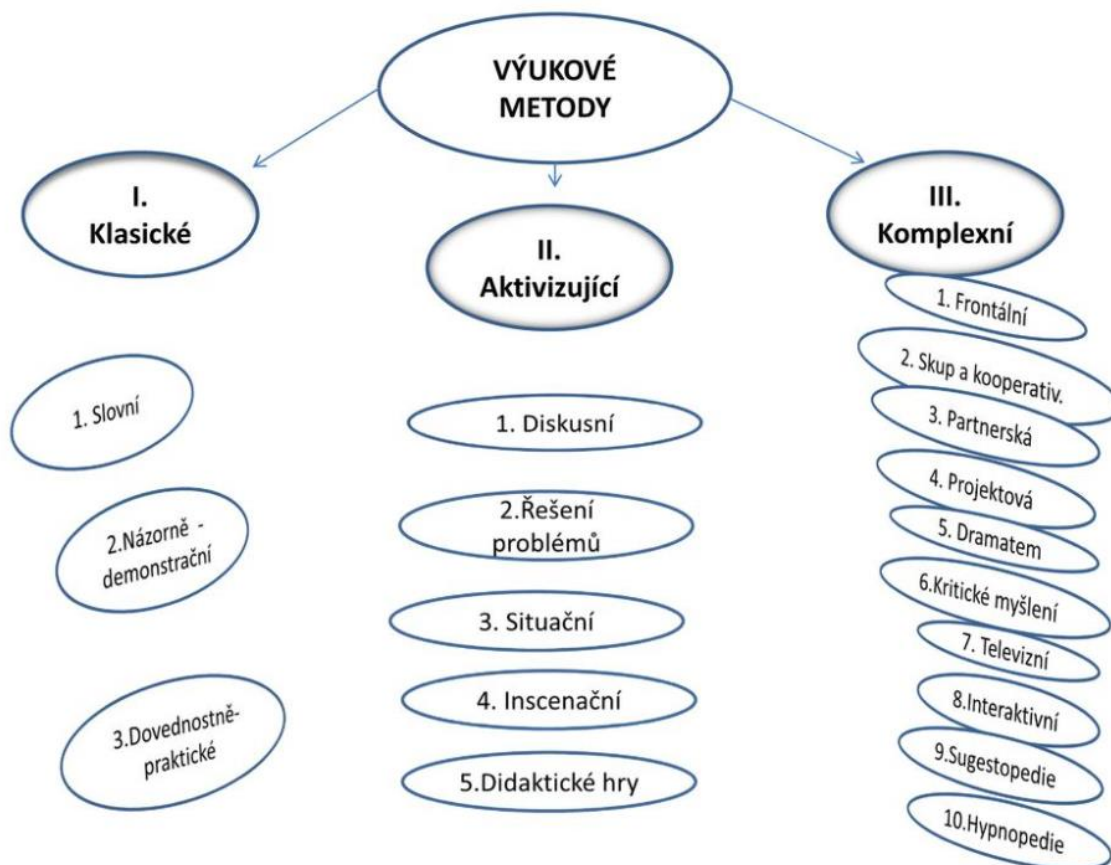 VÝUKOVÉ
METODY
I.
Klasické
1. Slovní
2.Názorně -
demonstrační
3.Dovednostně-
praktické
II.
Aktivizující
1. Diskusní
2.Řešení
problémů
3. Situační
4. Inscenační
5.Didaktické hry
III.
Komplexní
1. Frontální
2. Skup a kooperativ.
3. Partnerská
4. Projektová
5. Dramatem
6.Kritické myšlení
7. Televizní
8.Interaktivní
9.Sugestopedie
10.Hypnopedie